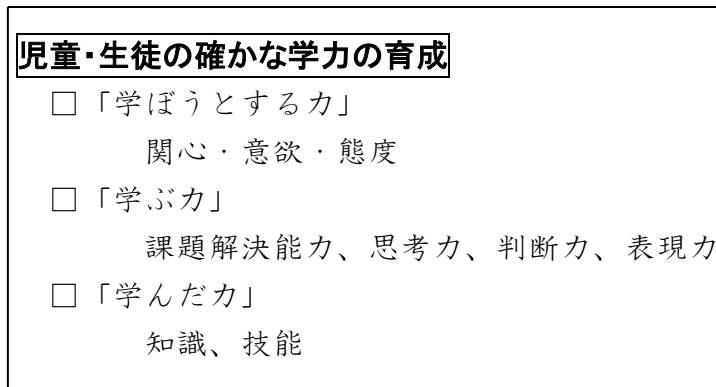 児童・生徒の確かな学力の育成
□「学ぼうとする力」
関心・意欲・態度
□「学ぶ力」
課題解決能力、思考力、判断力、表現力
□「学んだ力」
知識、技能